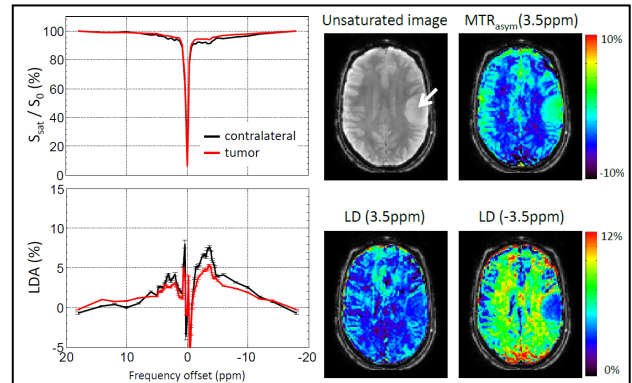 Unsaturated image
MTRasym(3.5ppm)
100
80
60
40
20
0
Ssat / S0 (%)
contralateral
tumor
10%
-10%
15
10
5
0
-5
LDA (%)
20
10
0
-10
-20
Frequency offset (ppm)
LD (3.5ppm)
LD (-3.5ppm)
12%
0%